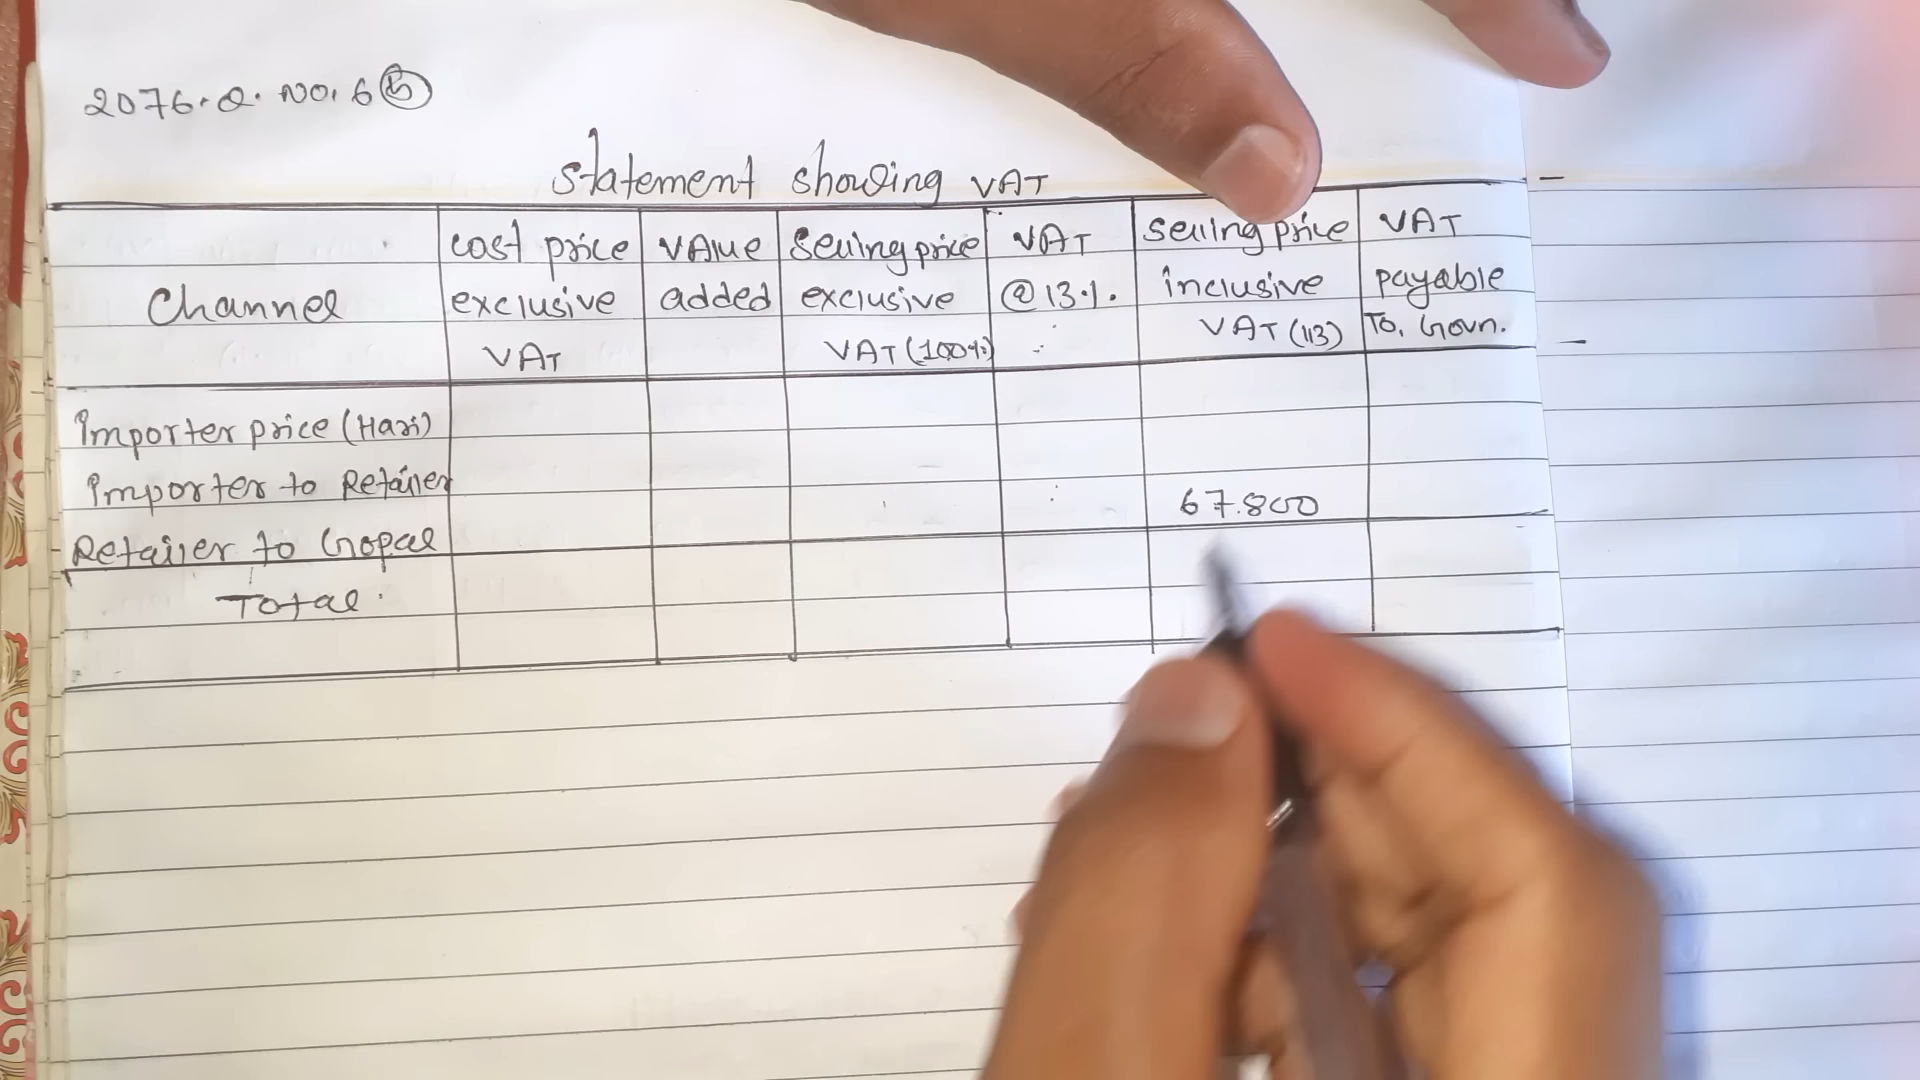 2076.Q. NO. 6 (b)
Statement showing VAT
Channel
cost price
exclusive
VAT
VAlue
added
Selling price
exclusive
VAT (100%)
VAT
@ 13%.
Selling price
inclusive
VAT (113)
VAT
payable
To. Govn.
Importer price (Hari)
Importer to Retailer
67.800
Retailer to Gopal
Total